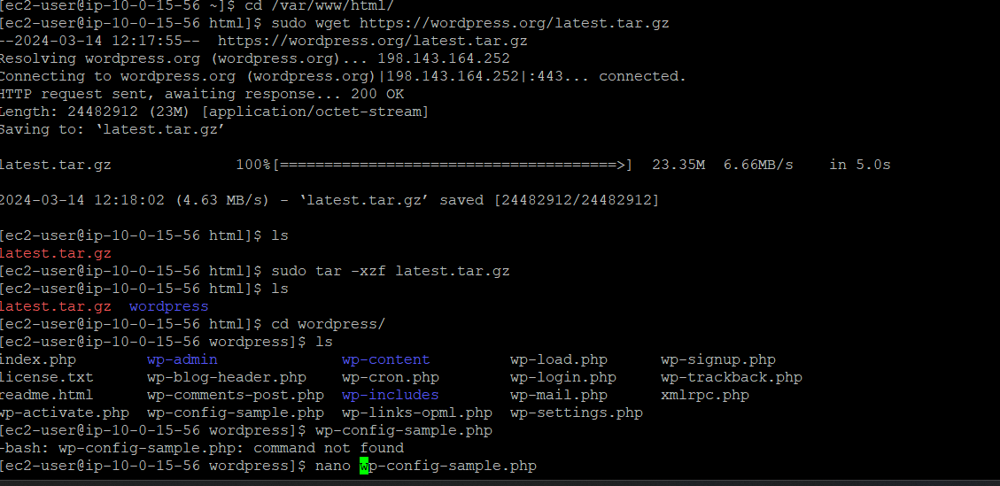 [ec2-user@ip-10-0-15-56 ~]$ cd /var/www/html/
[ec2-user@ip-10-0-15-56 html]$ sudo wget https://wordpress.org/latest.tar.gz
--2024-03-14 12:17:55--  https://wordpress.org/latest.tar.gz
Resolving wordpress.org (wordpress.org)... 198.143.164.252
Connecting to wordpress.org (wordpress.org)|198.143.164.252|:443... connected.
HTTP request sent, awaiting response... 200 OK
Length: 24482912 (23M) [application/octet-stream]
Saving to: ‘latest.tar.gz’
latest.tar.gz              100%[======================================>]  23.35M  6.66MB/s    in 5.0s
2024-03-14 12:18:02 (4.63 MB/s) - ‘latest.tar.gz’ saved [24482912/24482912]
[ec2-user@ip-10-0-15-56 html]$ ls
latest.tar.gz
[ec2-user@ip-10-0-15-56 html]$ sudo tar -xzf latest.tar.gz
[ec2-user@ip-10-0-15-56 html]$ ls
latest.tar.gz  wordpress
[ec2-user@ip-10-0-15-56 html]$ cd wordpress/
[ec2-user@ip-10-0-15-56 wordpress]$ ls
index.php        wp-admin              wp-content         wp-load.php      wp-signup.php
license.txt      wp-blog-header.php    wp-cron.php        wp-login.php     wp-trackback.php
readme.html      wp-comments-post.php  wp-includes        wp-mail.php      xmlrpc.php
wp-activate.php  wp-config-sample.php  wp-links-opml.php  wp-settings.php
[ec2-user@ip-10-0-15-56 wordpress]$ wp-config-sample.php
-bash: wp-config-sample.php: command not found
[ec2-user@ip-10-0-15-56 wordpress]$ nano wp-config-sample.php